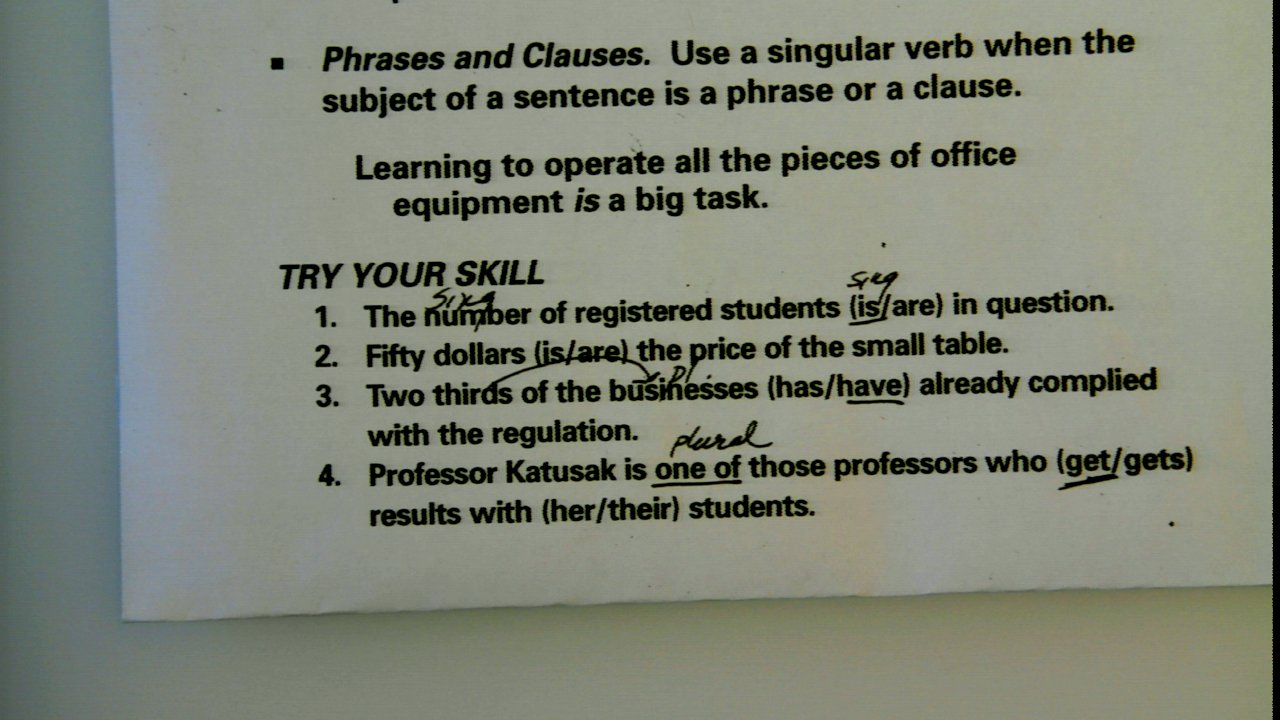 ▪ Phrases and Clauses. Use a singular verb when the
subject of a sentence is a phrase or a clause.
Learning to operate all the pieces of office
equipment is a big task.
TRY YOUR SKILL
sing
sing
1. The number of registered students (is/are) in question.
2. Fifty dollars (is/are) the price of the small table.
pl
3. Two thirds of the businesses (has/have) already complied
with the regulation.
plural
4. Professor Katusak is one of those professors who (get/gets)
results with (her/their) students.